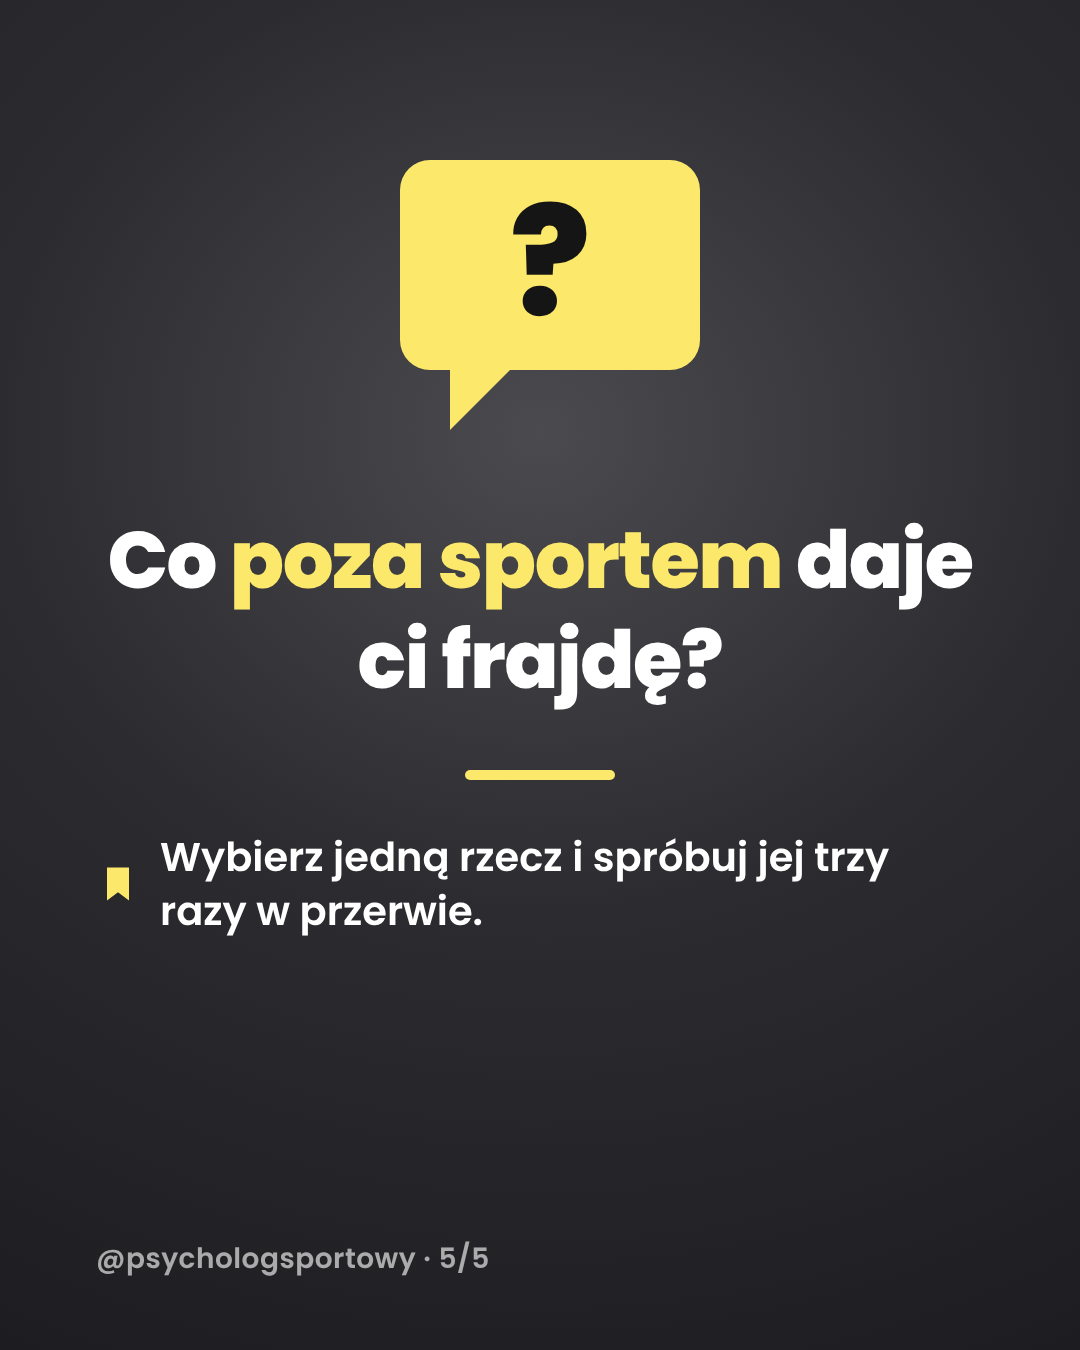 ?
Co poza sportem daje
ci frajdę?
Wybierz jedną rzecz i spróbuj jej trzy
razy w przerwie.
@psychologsportowy · 5/5